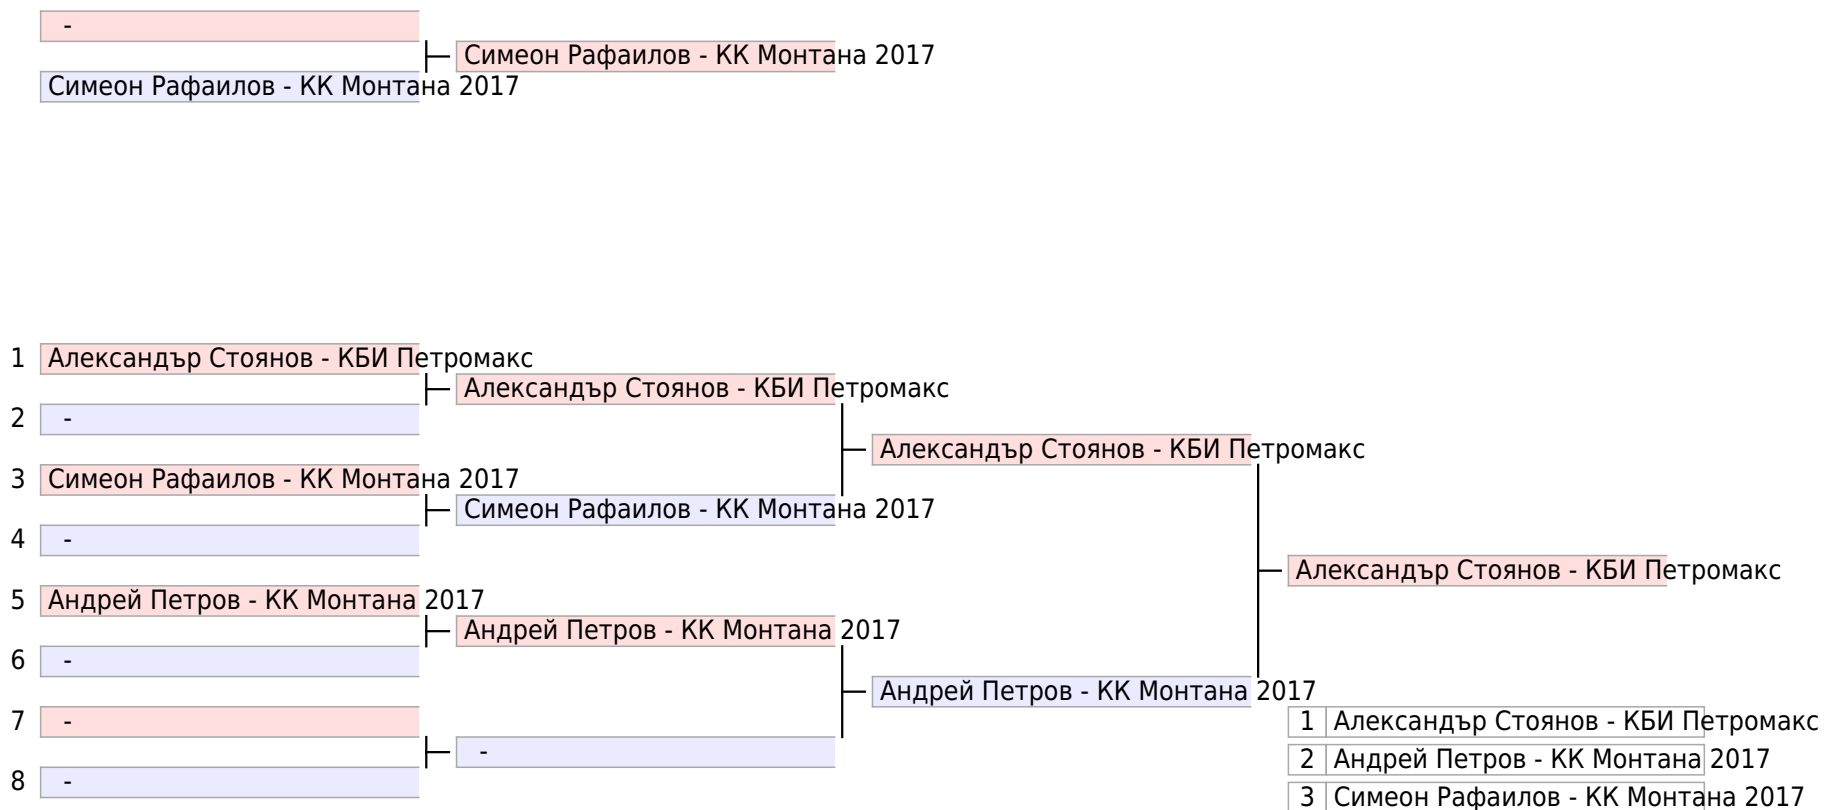 -
Симеон Рафаилов - КК Монтана 2017
Симеон Рафаилов - КК Монтана 2017
1 Александър Стоянов - КБИ Петромакс
Александър Стоянов - КБИ Петромакс
2 -
Александър Стоянов - КБИ Петромакс
3 Симеон Рафаилов - КК Монтана 2017
Симеон Рафаилов - КК Монтана 2017
4 -
Александър Стоянов - КБИ Петромакс
5 Андрей Петров - КК Монтана 2017
Андрей Петров - КК Монтана 2017
6 -
Андрей Петров - КК Монтана 2017
7 -
-
8 -
1 Александър Стоянов - КБИ Петромакс
2 Андрей Петров - КК Монтана 2017
3 Симеон Рафаилов - КК Монтана 2017